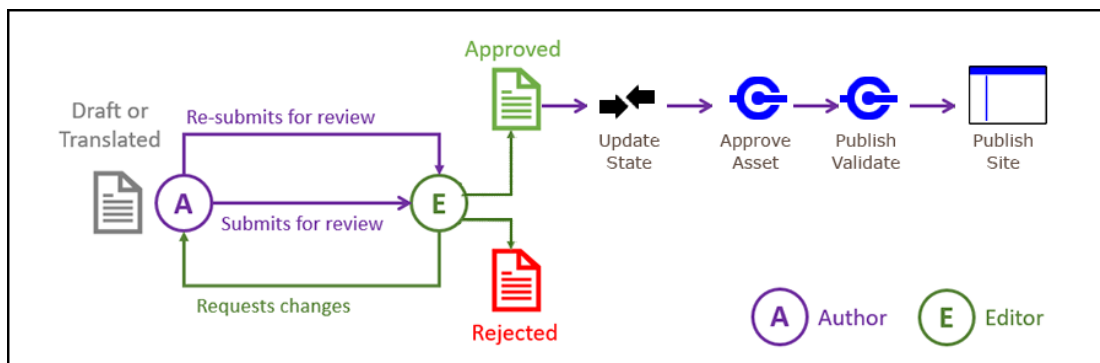 Approved
Draft or
Translated
Re-submits for review
A
E
Submits for review
Requests changes
Rejected
Update
State
Approve
Asset
Publish
Validate
Publish
Site
A Author
E Editor